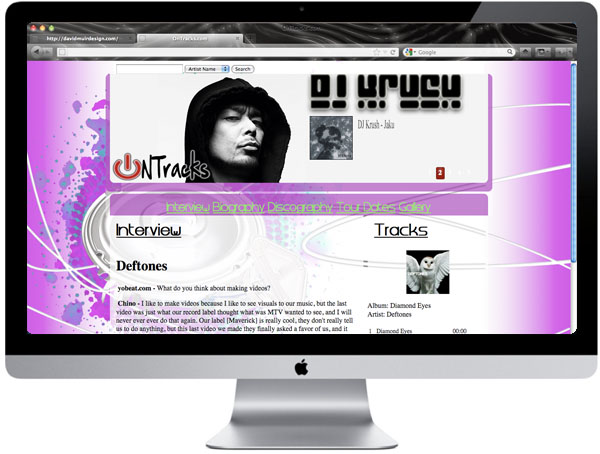 http://davidmuirdesign.com/
OnTracks.com
Google
Artist Name
Search
DJ Krush
DJ Krush - Jaku
ONTracks
2
Interview Biography Discography Tour Dates Gallery
Interview
Tracks
Deftones
yobeat.com - What do you think about making videos?
Chino - I like to make videos because I like to see visuals to our music, but the last
video was just what our record label thought what was MTV wanted to see, and I will
never ever ever do that again. Our label [Maverick] is really cool, they don't really tell
us to do anything, but this last video we made they finally asked a favor of us, and it
Album: Diamond Eyes
Artist: Deftones
1 Diamond Eyes 00:00